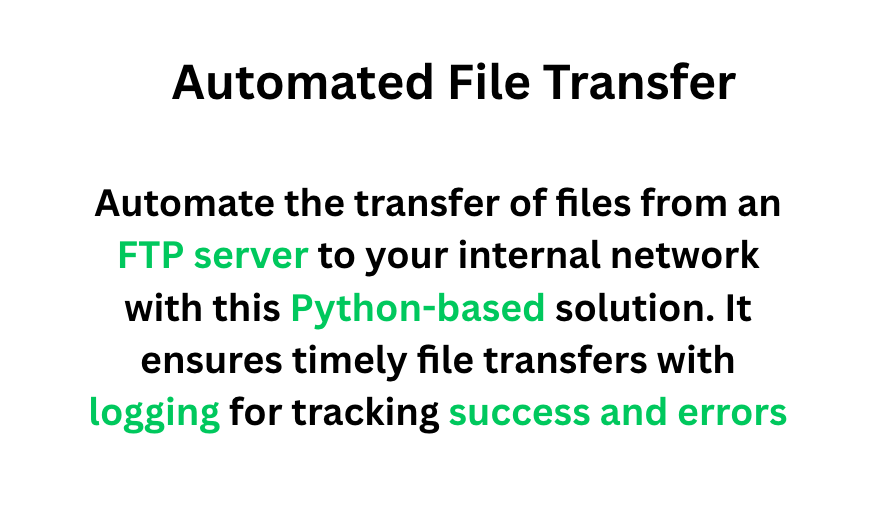 Automated File Transfer
Automate the transfer of files from an
FTP server to your internal network
with this Python-based solution. It
ensures timely file transfers with
logging for tracking success and errors